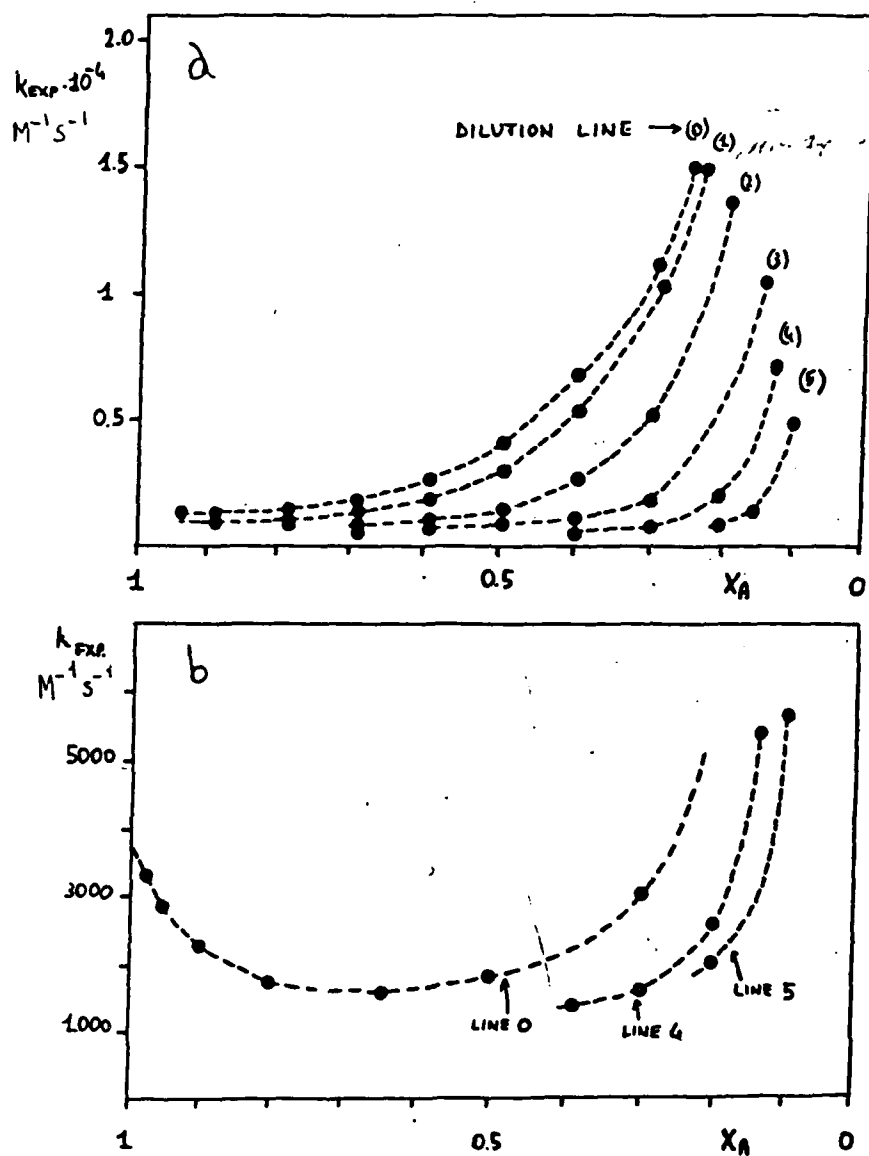 a
2.0
kEXP.·10⁻⁴
M⁻¹s⁻¹
DILUTION LINE → (0) (1)
1.5
(2)
(3)
1
(4)
(5)
0.5
1 0.5 XA 0
b
kEXP.
M⁻¹s⁻¹
5000
3000
LINE 5
1000
LINE 0
LINE 4
1 0.5 XA 0